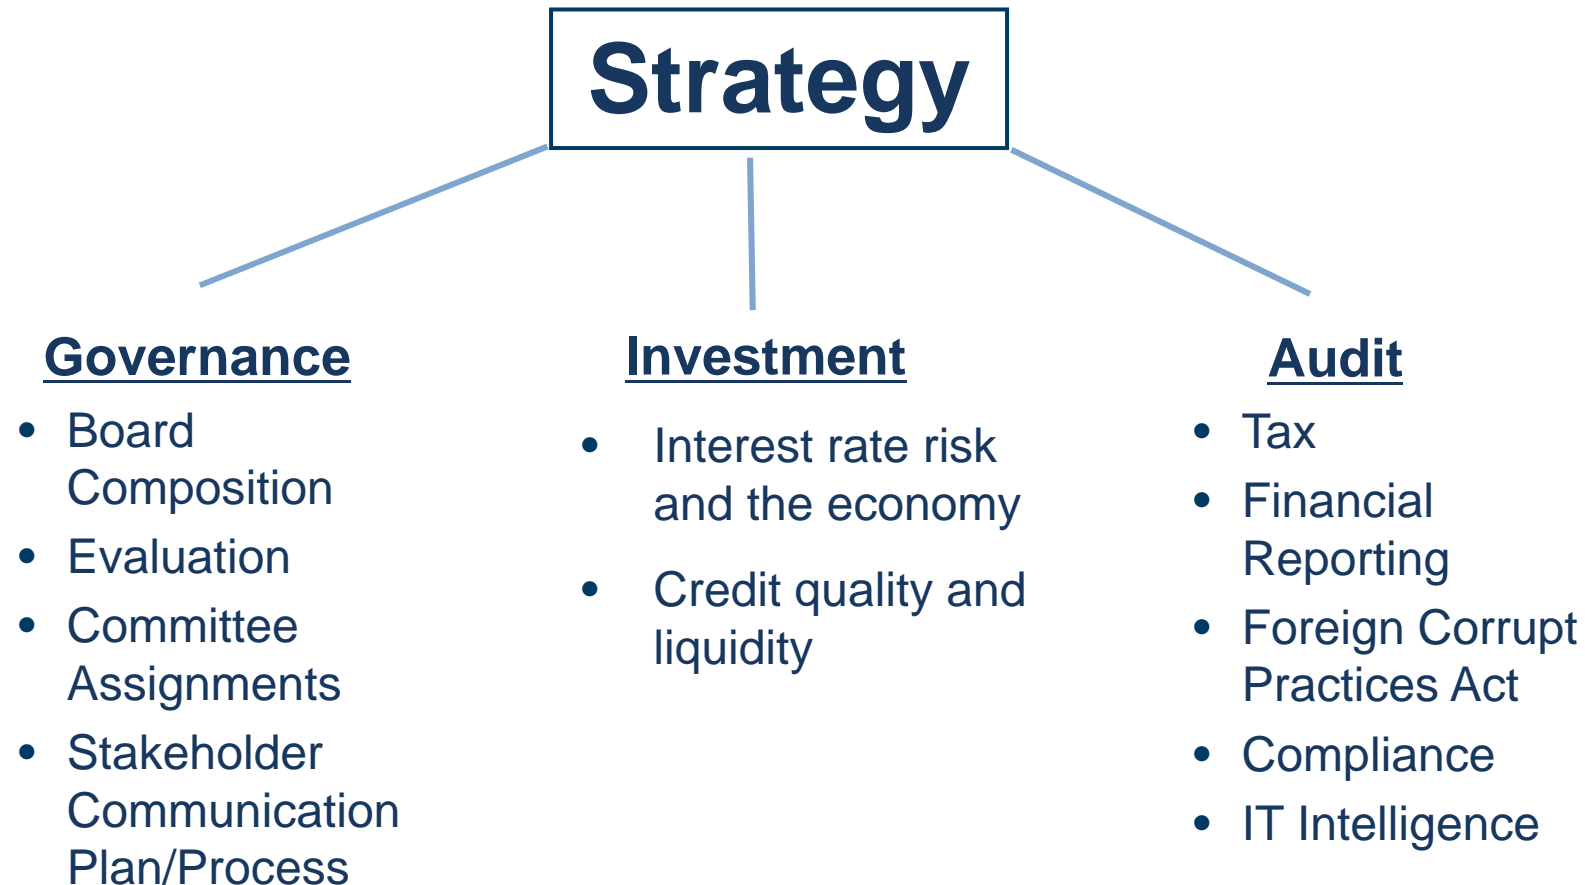 Strategy
Governance
• Board
Composition
• Evaluation
• Committee
Assignments
• Stakeholder
Communication
Plan/Process
Investment
• Interest rate risk
and the economy
• Credit quality and
liquidity
Audit
• Tax
• Financial
Reporting
• Foreign Corrupt
Practices Act
• Compliance
• IT Intelligence